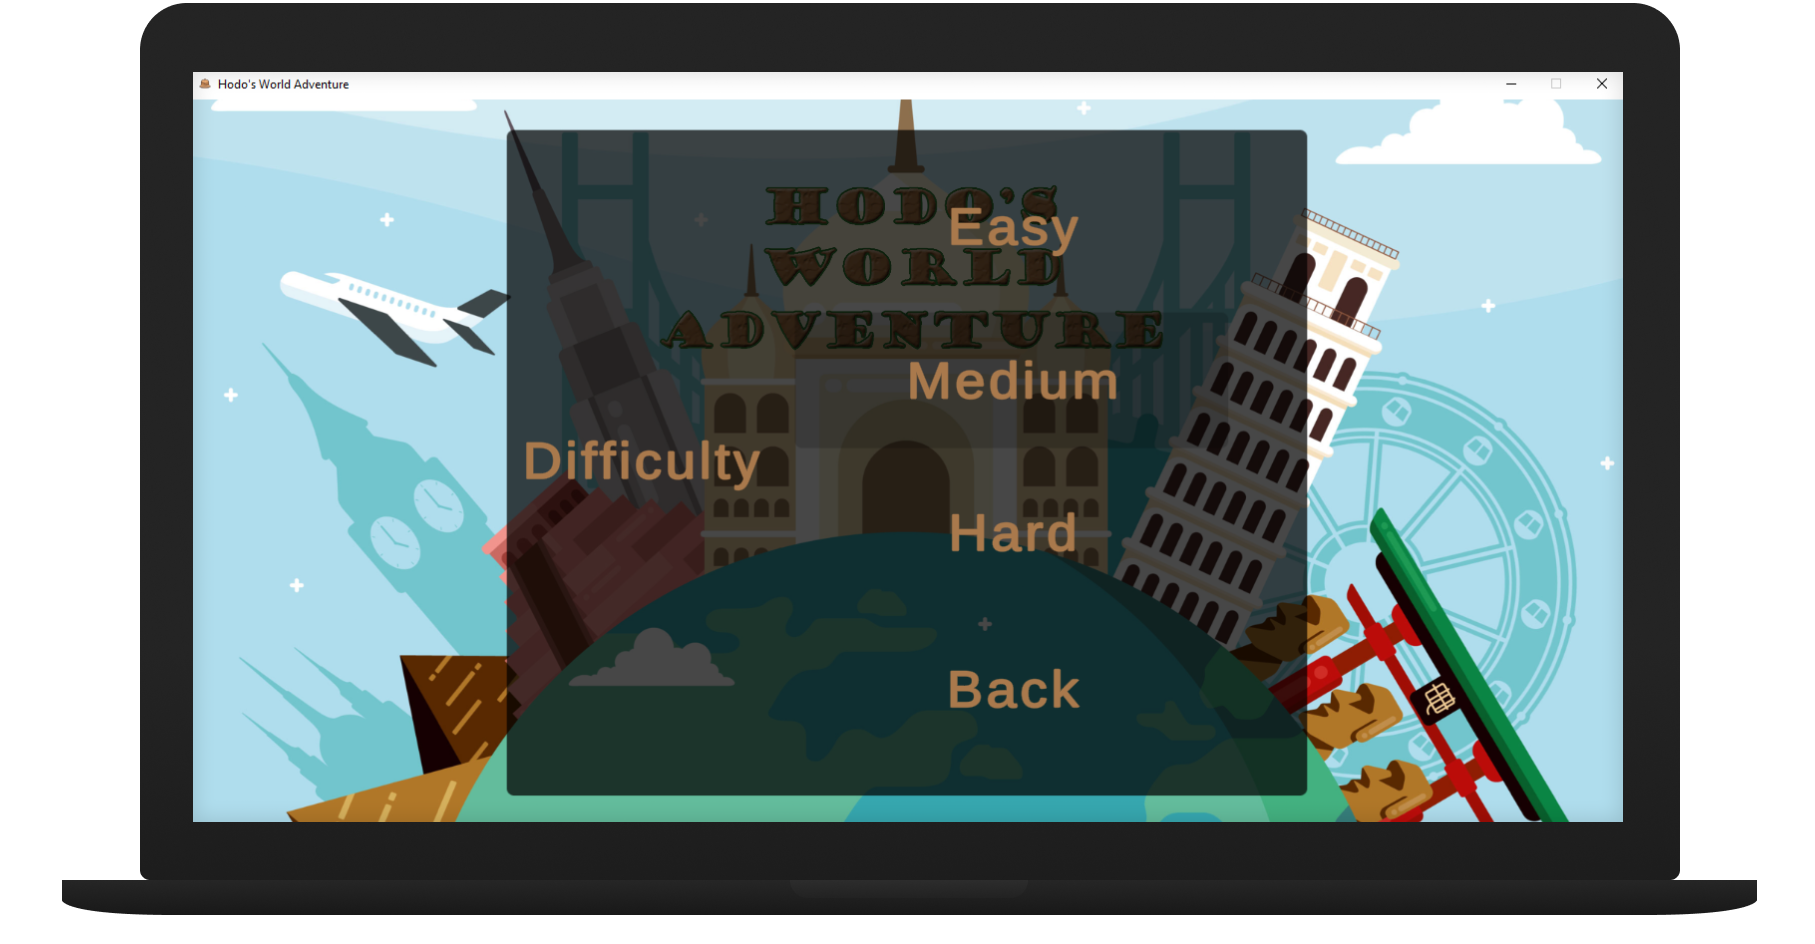 Hodo's World Adventure
HODO'S
WORLD
ADVENTURE
Easy
Medium
Difficulty
Hard
Back